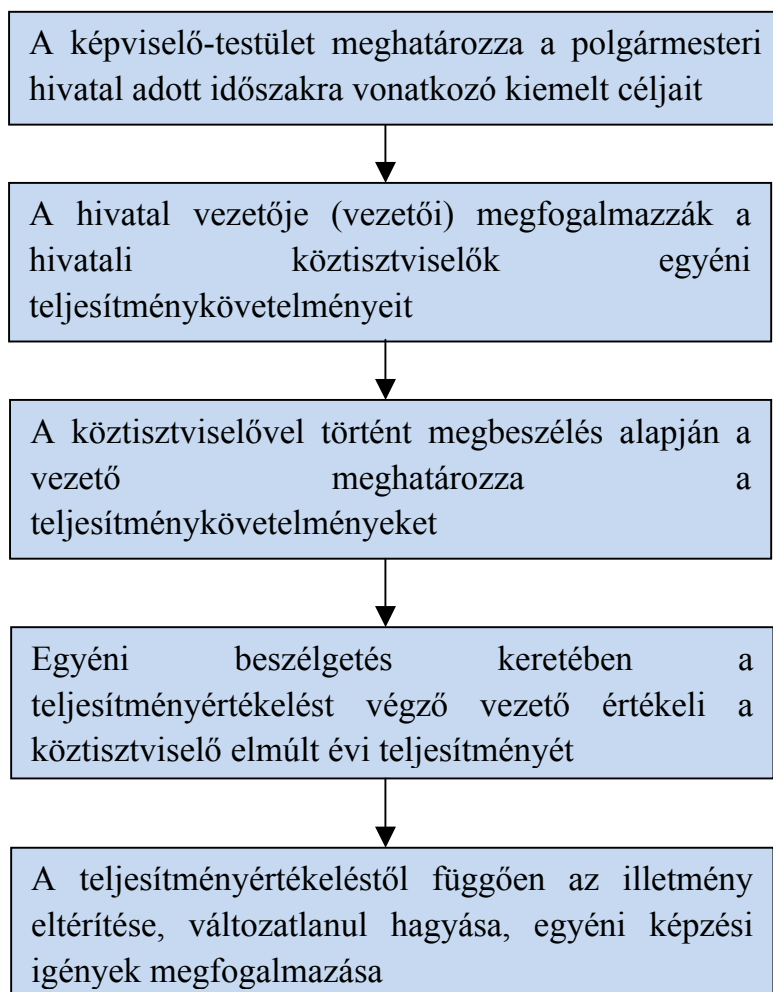 A képviselő-testület meghatározza a polgármesteri
hivatal adott időszakra vonatkozó kiemelt céljait
A hivatal vezetője (vezetői) megfogalmazzák a
hivatali köztisztviselők egyéni
teljesítménykövetelményeit
A köztisztviselővel történt megbeszélés alapján a
vezető meghatározza a
teljesítménykövetelményeket
Egyéni beszélgetés keretében a
teljesítményértékelést végző vezető értékeli a
köztisztviselő elmúlt évi teljesítményét
A teljesítményértékeléstől függően az illetmény
eltérítése, változatlanul hagyása, egyéni képzési
igények megfogalmazása